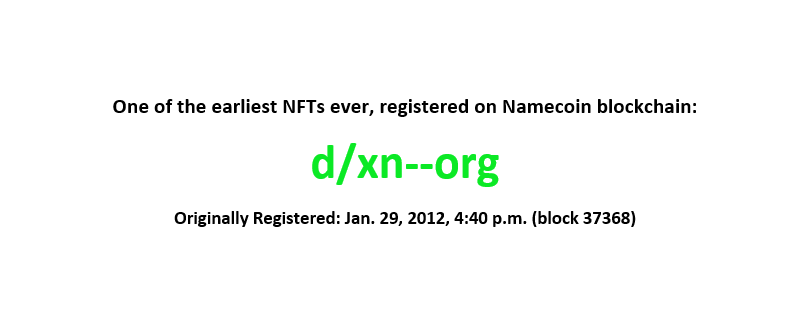 One of the earliest NFTs ever, registered on Namecoin blockchain:
d/xn--org
Originally Registered: Jan. 29, 2012, 4:40 p.m. (block 37368)